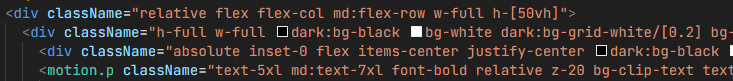 <div className="relative flex flex-col md:flex-row w-full h-[50vh]">
<div className="h-full w-full dark:bg-black bg-white dark:bg-grid-white/[0.2] bg-
<div className="absolute inset-0 flex items-center justify-center dark:bg-black
<motion.p className="text-5xl md:text-7xl font-bold relative z-20 bg-clip-text text